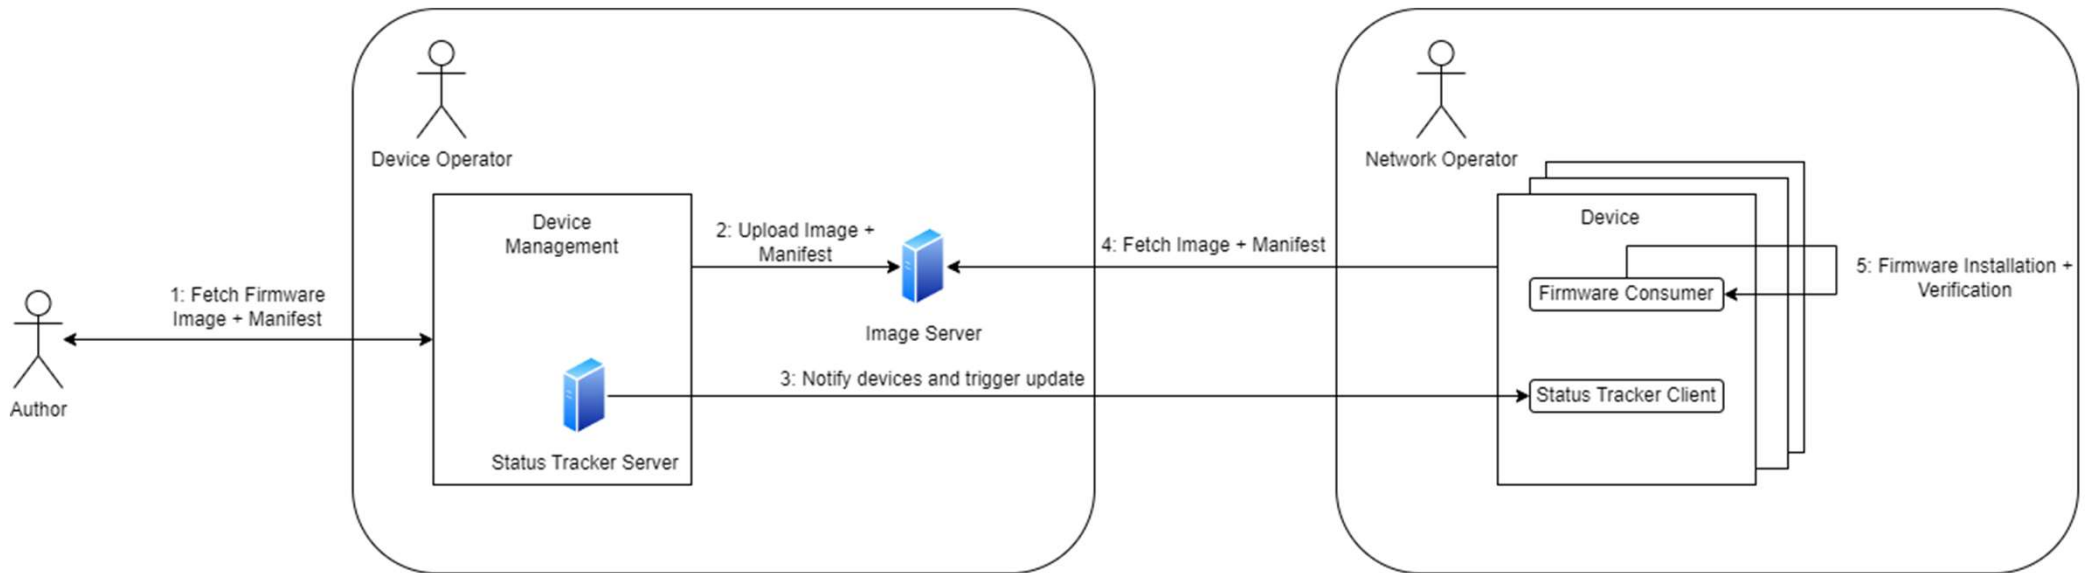 Device Operator
Network Operator
Device
Management
Device
2: Upload Image +
Manifest
4: Fetch Image + Manifest
5: Firmware Installation +
Verification
1: Fetch Firmware
Image + Manifest
Firmware Consumer
Image Server
3: Notify devices and trigger update
Status Tracker Client
Author
Status Tracker Server